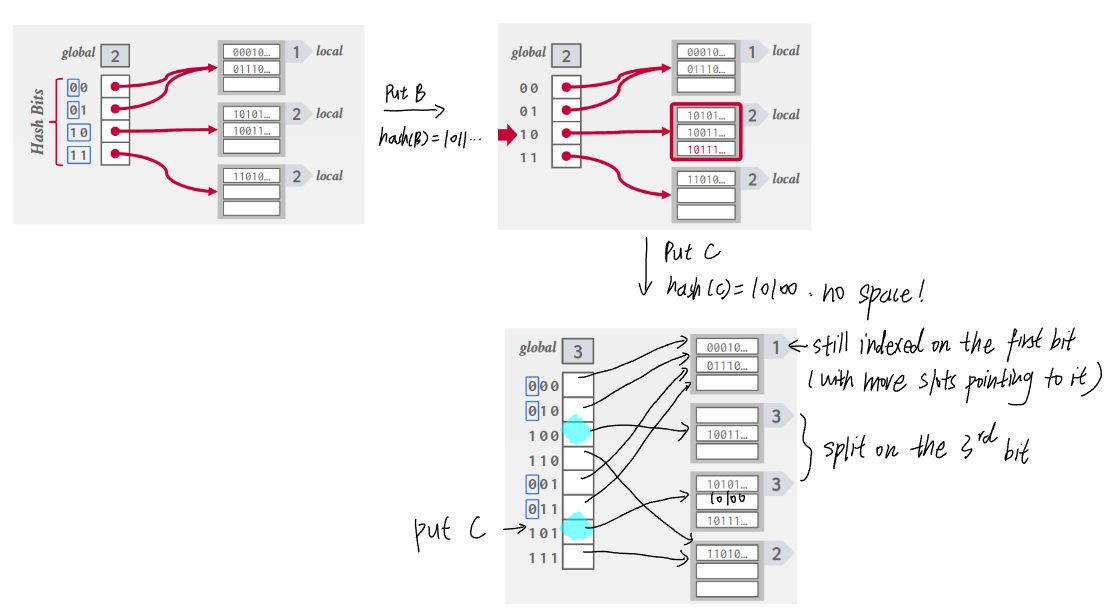 global 2
Hash Bits
00
01
10
11
00010...
01110...
1 local
10101...
10011...
2 local
11010...
2 local
Put B
hash(B)=1011...
global 2
00
01
10
11
00010...
01110...
1 local
10101...
10011...
10111...
2 local
11010...
2 local
Put C
hash(C)=10100. no space!
global 3
000
010
100
110
001
011
101
111
put C
00010...
01110...
1
still indexed on the first bit
(with more slots pointing to it)
10011...
3
10101...
10100
10111...
3
split on the 3rd bit
11010...
2